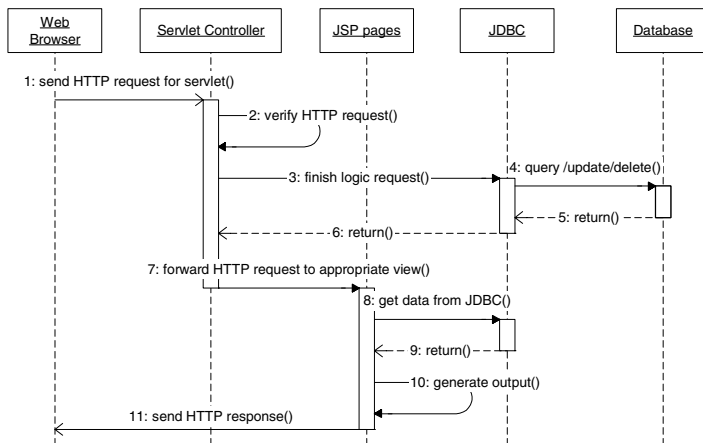 Web
Browser
Servlet Controller
JSP pages
JDBC
Database
1: send HTTP request for servlet()
2: verify HTTP request()
3: finish logic request()
4: query /update/delete()
5: return()
6: return()
7: forward HTTP request to appropriate view()
8: get data from JDBC()
9: return()
10: generate output()
11: send HTTP response()